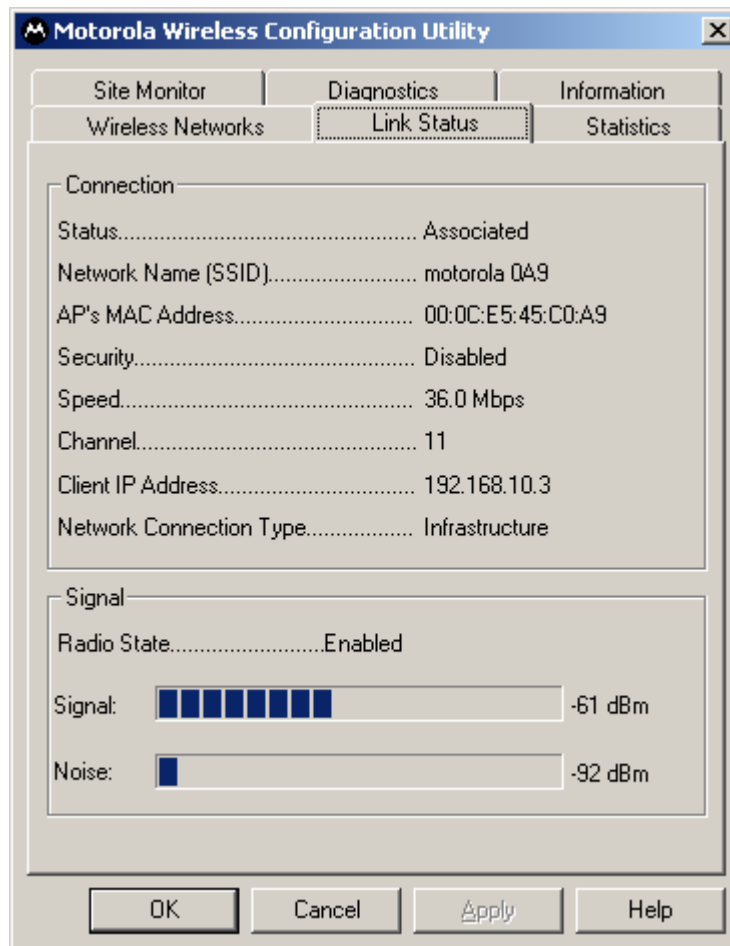 Motorola Wireless Configuration Utility
Site Monitor Diagnostics Information
Wireless Networks Link Status Statistics
Connection
Status................................................ Associated
Network Name (SSID)........................ motorola 0A9
AP's MAC Address............................. 00:0C:E5:45:C0:A9
Security.............................................. Disabled
Speed................................................ 36.0 Mbps
Channel.............................................. 11
Client IP Address................................ 192.168.10.3
Network Connection Type................. Infrastructure
Signal
Radio State.........................Enabled
Signal: -61 dBm
Noise: -92 dBm
OK Cancel Apply Help